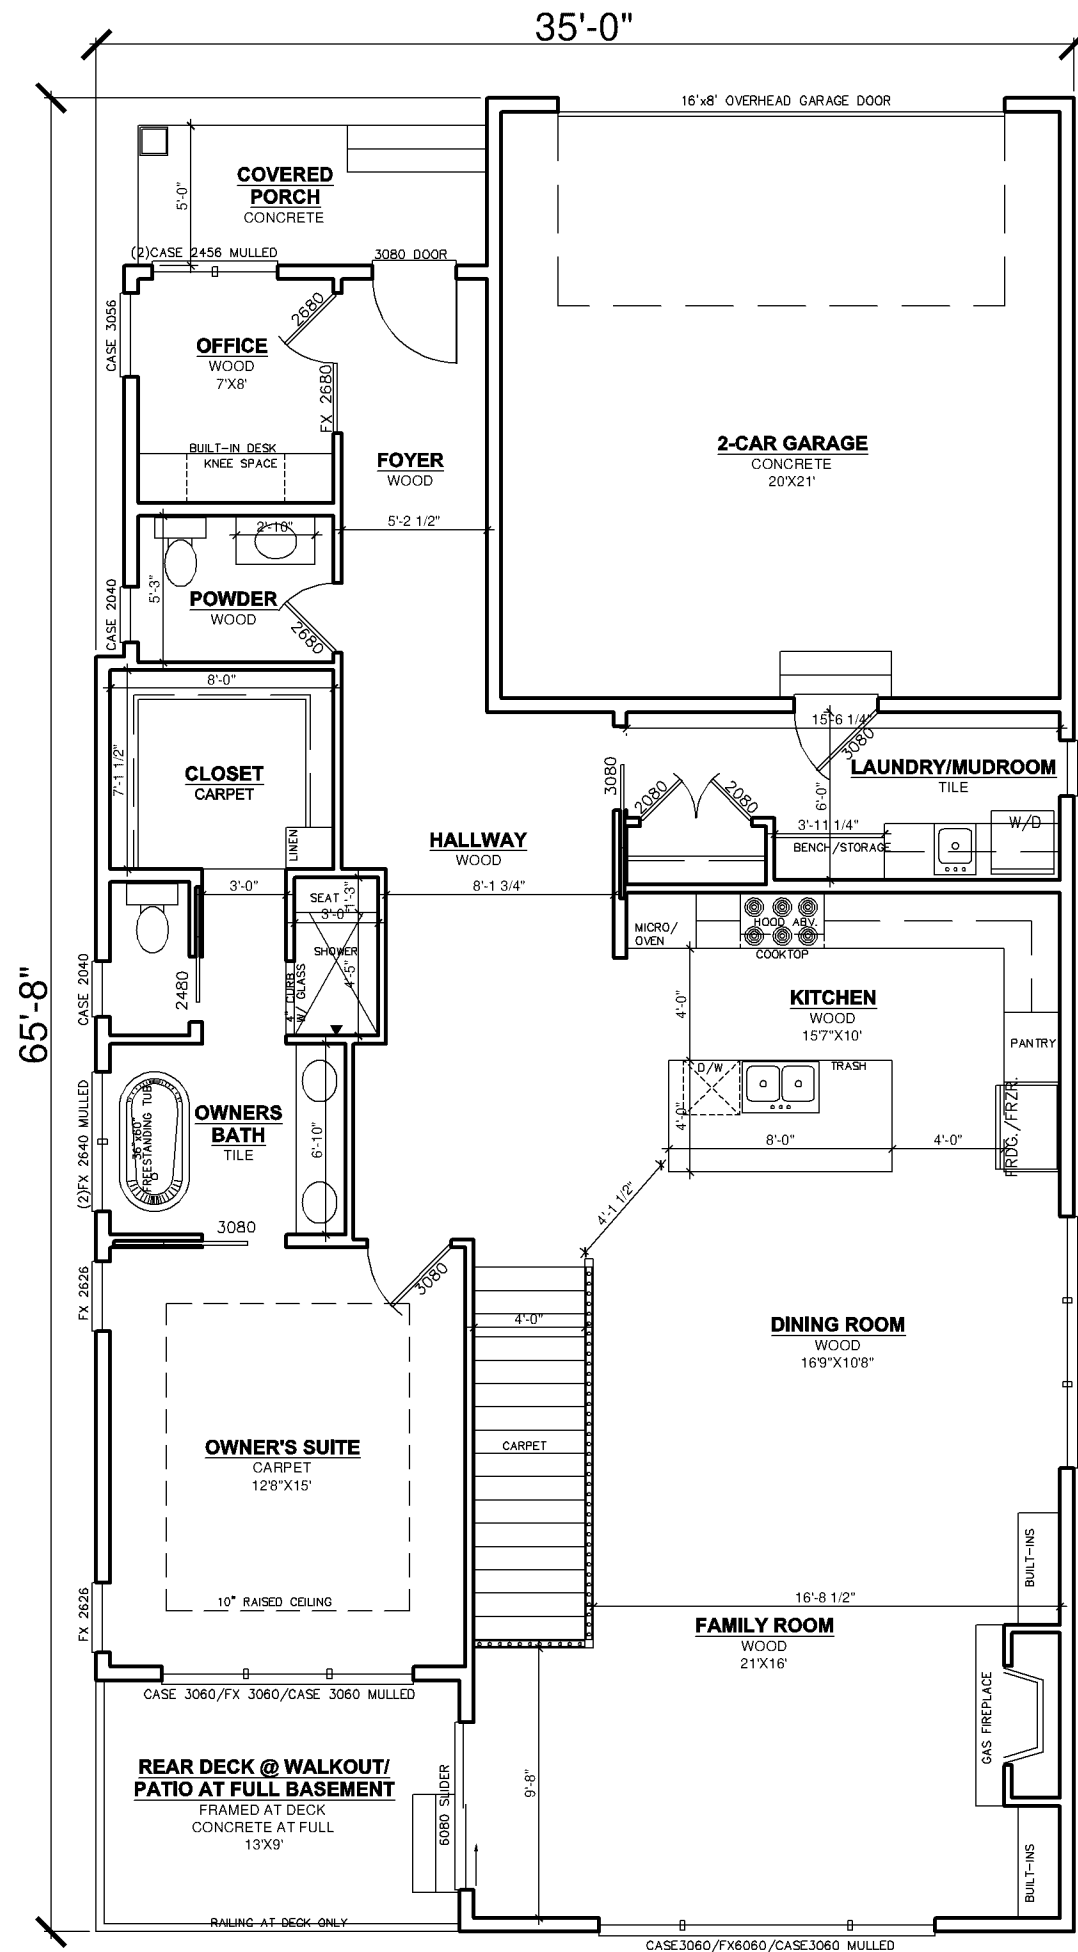 35'-0"
65'-8"
16'x8' OVERHEAD GARAGE DOOR
COVERED
PORCH
CONCRETE
5'-0"
(2)CASE 2456 MULLED
3080 DOOR
CASE 3056
2680
OFFICE
WOOD
7'X8'
FX 2680
BUILT-IN DESK
KNEE SPACE
FOYER
WOOD
2-CAR GARAGE
CONCRETE
20'X21'
5'-2 1/2"
2'-10"
5'-3"
CASE 2040
POWDER
WOOD
2680
8'-0"
7'-1 1/2"
CLOSET
CARPET
LINEN
15'-6 1/4"
3080
3080
2080
2080
6'-0"
LAUNDRY/MUDROOM
TILE
3'-11 1/4"
BENCH/STORAGE
W/D
HALLWAY
WOOD
8'-1 3/4"
3'-0"
SEAT
1'-3"
3'-0"
SHOWER
4'-5"
4" CURB
W/ GLASS
2480
CASE 2040
MICRO/
OVEN
HOOD ABV.
COOKTOP
4'-0"
KITCHEN
WOOD
15'7"X10'
PANTRY
D/W
TRASH
4'-0"
8'-0"
4'-0"
FRDG./FRZR.
4'-1 1/2"
(2)FX 2640 MULLED
36"x60"
FREESTANDING TUB
OWNERS
BATH
TILE
6'-10"
3080
3080
FX 2626
4'-0"
CARPET
DINING ROOM
WOOD
16'9"X10'8"
OWNER'S SUITE
CARPET
12'8"X15'
10" RAISED CEILING
FX 2626
CASE 3060/FX 3060/CASE 3060 MULLED
BUILT-INS
16'-8 1/2"
FAMILY ROOM
WOOD
21'X16'
GAS FIREPLACE
REAR DECK @ WALKOUT/
PATIO AT FULL BASEMENT
FRAMED AT DECK
CONCRETE AT FULL
13'X9'
6080 SLIDER
9'-8"
BUILT-INS
RAILING AT DECK ONLY
CASE3060/FX6060/CASE3060 MULLED